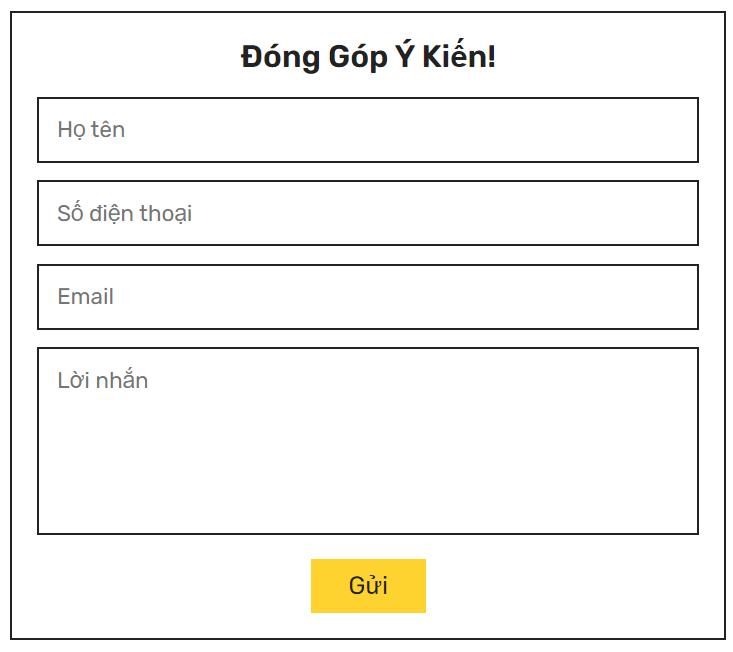 Đóng Góp Ý Kiến!
Họ tên
Số điện thoại
Email
Lời nhắn
Gửi